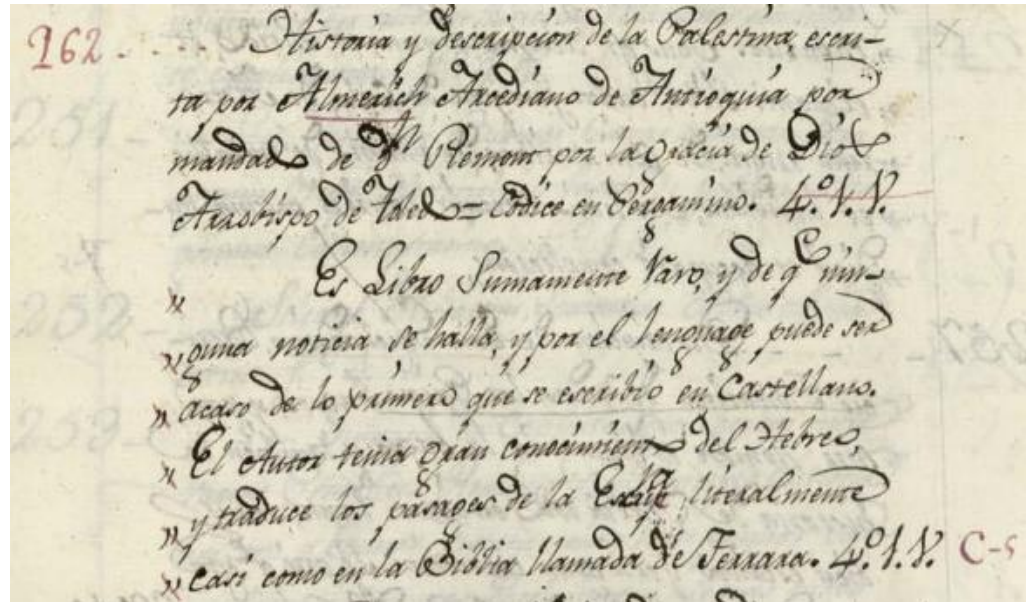 262. . . . . . Historia y descripcion de la Palestina, escri-
ta por Almerich Arcediano de Antioquia por
mandado de Dn Remont por la Gracia de Dios
Arzobispo de Toledo = Codice en Pergamino. 4.º 1. V.
" Es Libro Sumamente raro, y de qe nin-
" guna noticia se halla, y por el lenguage puede ser
" acaso de lo primero que se escribio en Castellano.
" El Autor tenia gran conocimiento del Hebreo,
" y traduce los pasages de la literalmente
" casi como en la Biblia llamada de Ferrara. 4.º 1. V. C-5